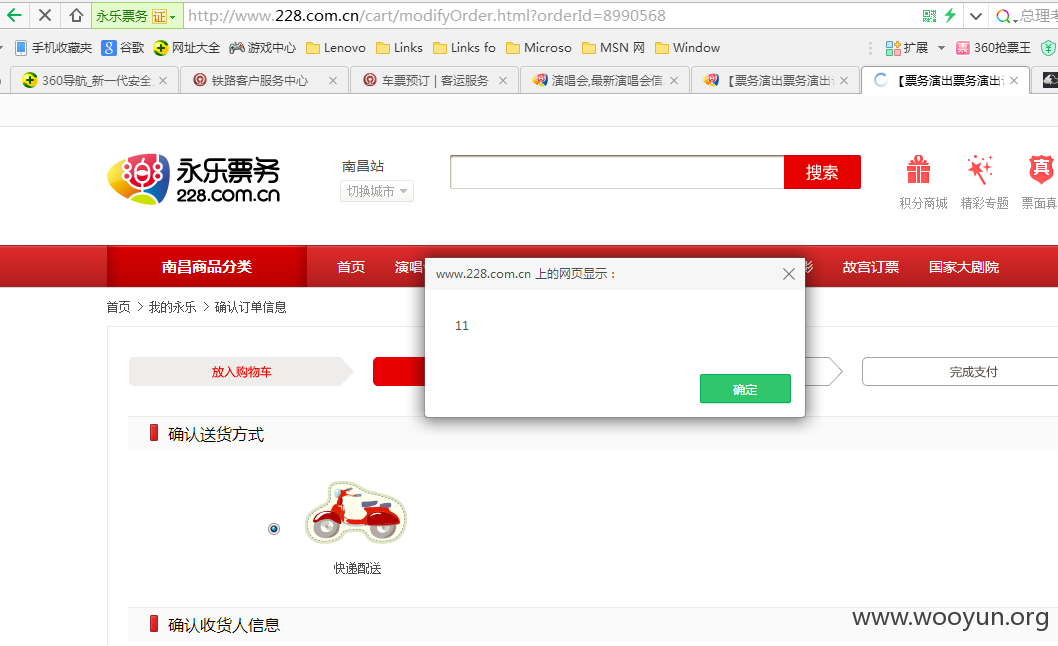 永乐票务 证 http://www.228.com.cn/cart/modifyOrder.html?orderId=8990568 总理考
手机收藏夹 谷歌 网址大全 游戏中心 Lenovo Links Links fo Microso MSN 网 Window 扩展 360抢票王
360导航_新一代安全 铁路客户服务中心 车票预订 | 客运服务 演唱会,最新演唱会信 【票务演出票务演出 【票务演出票务演出
永乐票务
228.com.cn
南昌站
切换城市
搜索
积分商城 精彩专题 票面真
真
南昌商品分类 首页 演唱 故宫订票 国家大剧院
www.228.com.cn 上的网页显示：
11
确定
首页 > 我的永乐 > 确认订单信息
放入购物车 完成支付
确认送货方式
快递配送
确认收货人信息
www.wooyun.org